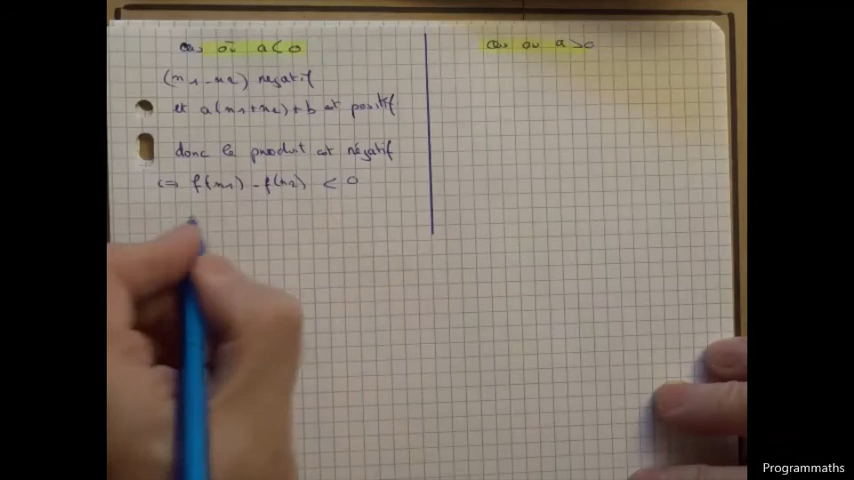 cas où a < 0
(x1 - x2) négatif
et a(x1+x2)+b est positif
donc le produit est négatif
<=> f(x1) - f(x2) < 0
cas où a > 0
Programmaths